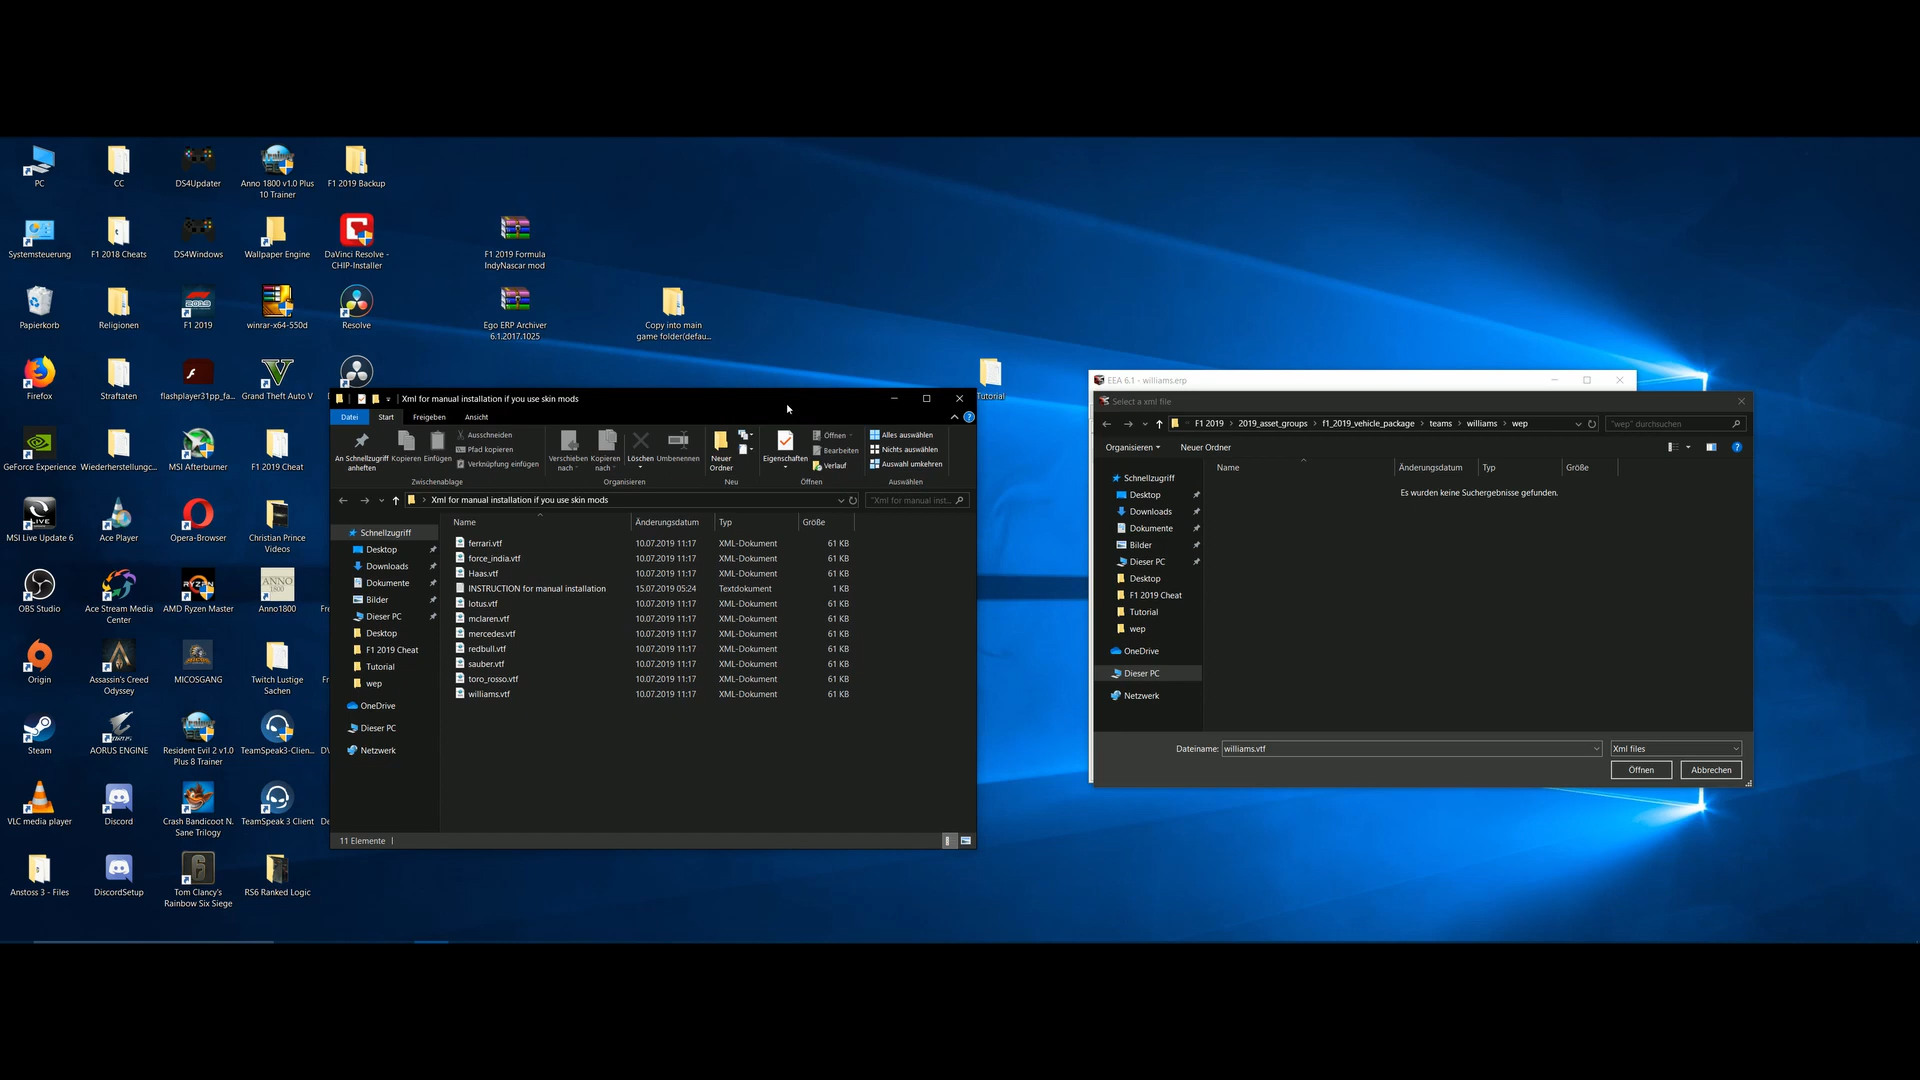 PC
CC
DS4Updater
Anno 1800 v1.0 Plus
10 Trainer
F1 2019 Backup
Systemsteuerung
F1 2018 Cheats
DS4Windows
Wallpaper Engine
DaVinci Resolve -
CHIP-Installer
F1 2019 Formula
IndyNascar mod
Papierkorb
Religionen
F1 2019
winrar-x64-550d
Resolve
Ego ERP Archiver
6.1.2017.1025
Copy into main
game folder(defau...
Firefox
Straftaten
flashplayer31pp_fa...
Grand Theft Auto V
Tutorial
GeForce Experience
Wiederherstellungc...
MSI Afterburner
F1 2019 Cheat
MSI Live Update 6
Ace Player
Opera-Browser
Christian Prince
Videos
OBS Studio
Ace Stream Media
Center
AMD Ryzen Master
Anno1800
Origin
Assassin's Creed
Odyssey
MICOSGANG
Twitch Lustige
Sachen
Steam
AORUS ENGINE
Resident Evil 2 v1.0
Plus 8 Trainer
TeamSpeak3-Clien...
VLC media player
Discord
Crash Bandicoot N.
Sane Trilogy
TeamSpeak 3 Client
Anstoss 3 - Files
DiscordSetup
Tom Clancy's
Rainbow Six Siege
RS6 Ranked Logic
Xml for manual installation if you use skin mods
Datei Start Freigeben Ansicht
An Schnellzugriff
anheften
Kopieren
Einfügen
Ausschneiden
Pfad kopieren
Verknüpfung einfügen
Zwischenablage
Verschieben
nach
Kopieren
nach
Löschen
Umbenennen
Organisieren
Neuer
Ordner
Neu
Eigenschaften
Öffnen
Bearbeiten
Verlauf
Öffnen
Alles auswählen
Nichts auswählen
Auswahl umkehren
Auswählen
Xml for manual installation if you use skin mods
"Xml for manual inst...
Schnellzugriff
Desktop
Downloads
Dokumente
Bilder
Dieser PC
Desktop
F1 2019 Cheat
Tutorial
wep
OneDrive
Dieser PC
Netzwerk
Name Änderungsdatum Typ Größe
ferrari.vtf 10.07.2019 11:17 XML-Dokument 61 KB
force_india.vtf 10.07.2019 11:17 XML-Dokument 61 KB
Haas.vtf 10.07.2019 11:17 XML-Dokument 61 KB
INSTRUCTION for manual installation 15.07.2019 05:24 Textdokument 1 KB
lotus.vtf 10.07.2019 11:17 XML-Dokument 61 KB
mclaren.vtf 10.07.2019 11:17 XML-Dokument 61 KB
mercedes.vtf 10.07.2019 11:17 XML-Dokument 61 KB
redbull.vtf 10.07.2019 11:17 XML-Dokument 61 KB
sauber.vtf 10.07.2019 11:17 XML-Dokument 61 KB
toro_rosso.vtf 10.07.2019 11:17 XML-Dokument 61 KB
williams.vtf 10.07.2019 11:17 XML-Dokument 61 KB
11 Elemente
EEA 6.1 - williams.erp
Select a xml file
F1 2019 > 2019_asset_groups > f1_2019_vehicle_package > teams > williams > wep
"wep" durchsuchen
Organisieren
Neuer Ordner
Schnellzugriff
Desktop
Downloads
Dokumente
Bilder
Dieser PC
Desktop
F1 2019 Cheat
Tutorial
wep
OneDrive
Dieser PC
Netzwerk
Name Änderungsdatum Typ Größe
Es wurden keine Suchergebnisse gefunden.
Dateiname: williams.vtf
Xml files
Öffnen
Abbrechen